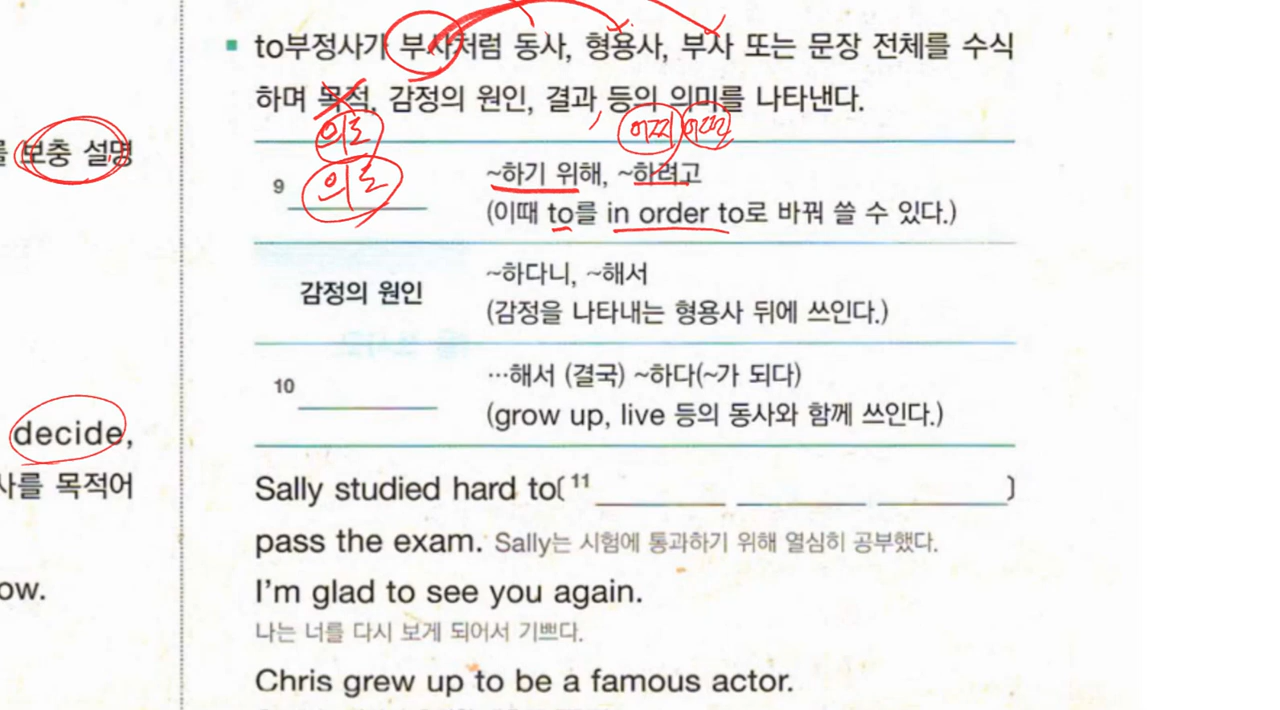 to부정사가 부사처럼 동사, 형용사, 부사 또는 문장 전체를 수식
하며 목적, 감정의 원인, 결과, 등의 의미를 나타낸다.
의도
어찌 어떠
보충 설명
9 의도
~하기 위해, ~하려고
(이때 to를 in order to로 바꿔 쓸 수 있다.)
감정의 원인
~하다니, ~해서
(감정을 나타내는 형용사 뒤에 쓰인다.)
10
…해서 (결국) ~하다(~가 되다)
(grow up, live 등의 동사와 함께 쓰인다.)
decide,
사를 목적어
ow.
Sally studied hard to( 11 )
pass the exam. Sally는 시험에 통과하기 위해 열심히 공부했다.
I'm glad to see you again.
나는 너를 다시 보게 되어서 기쁘다.
Chris grew up to be a famous actor.